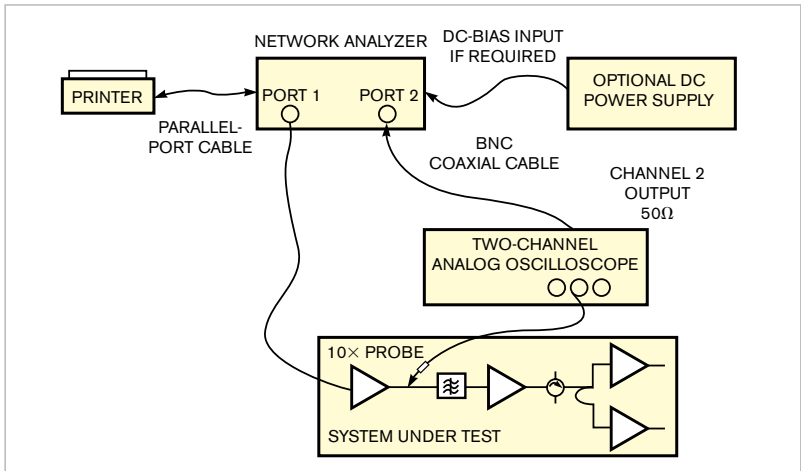 NETWORK ANALYZER
DC-BIAS INPUT
IF REQUIRED
PRINTER
PORT 1
PORT 2
OPTIONAL DC
POWER SUPPLY
PARALLEL-
PORT CABLE
BNC
COAXIAL CABLE
CHANNEL 2
OUTPUT
50Ω
TWO-CHANNEL
ANALOG OSCILLOSCOPE
10× PROBE
SYSTEM UNDER TEST